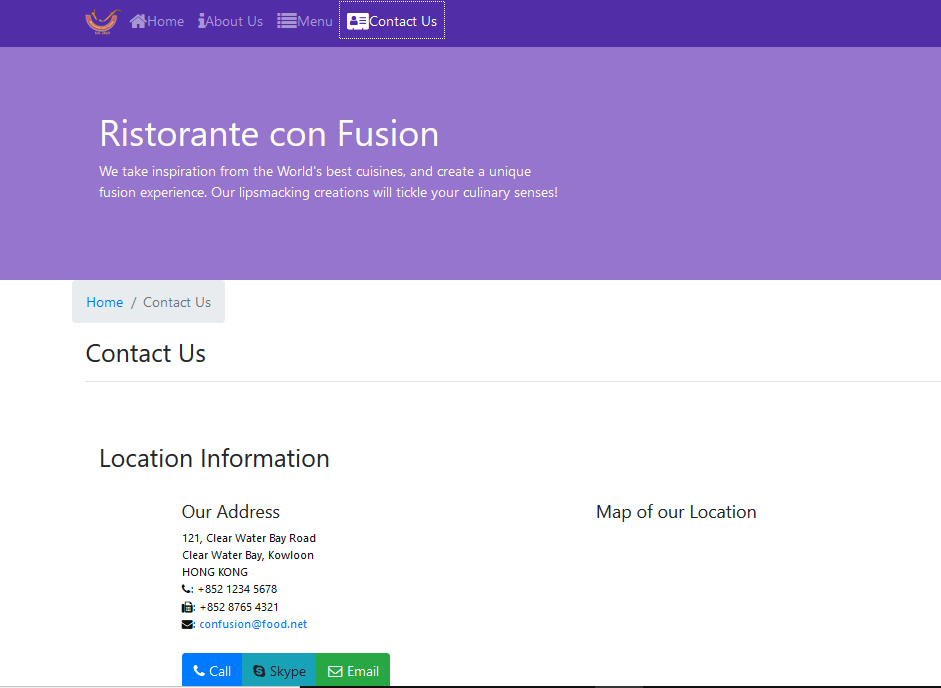 Home About Us Menu Contact Us
Ristorante con Fusion
We take inspiration from the World's best cuisines, and create a unique
fusion experience. Our lipsmacking creations will tickle your culinary senses!
Home / Contact Us
Contact Us
Location Information
Our Address
121, Clear Water Bay Road
Clear Water Bay, Kowloon
HONG KONG
: +852 1234 5678
: +852 8765 4321
: confusion@food.net
Call Skype Email
Map of our Location